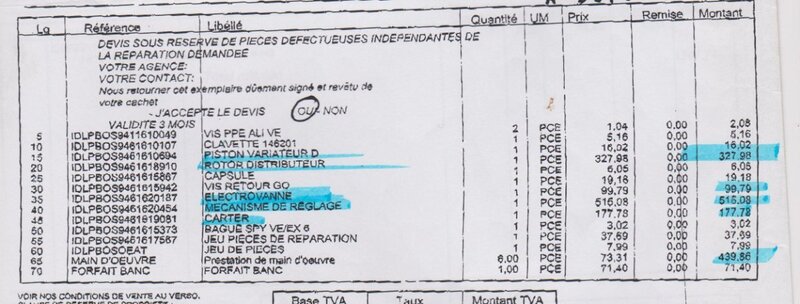 Lg Référence Libellé Quantité UM Prix Remise Montant
DEVIS SOUS RESERVE DE PIECES DEFECTUEUSES INDEPENDANTES DE
LA REPARATION DEMANDEE
VOTRE AGENCE:
VOTRE CONTACT:
Nous retourner cet exemplaire dûement signé et revêtu de
votre cachet
- J'ACCEPTE LE DEVIS OUI - NON
VALIDITE 3 MOIS
5 IDLPBOS9411610049 VIS PPE ALI VE 2 PCE 1,04 0,00 2,08
10 IDLPBOS9461610107 CLAVETTE 146201 1 PCE 5,16 0,00 5,16
15 IDLPBOS9461610694 PISTON VARIATEUR D 1 PCE 16,02 0,00 16,02
20 IDLPBOS9461618910 ROTOR DISTRIBUTEUR 1 PCE 327,98 0,00 327,98
25 IDLPBOS9461615867 CAPSULE 1 PCE 6,05 0,00 6,05
30 IDLPBOS9461615942 VIS RETOUR GO 1 PCE 19,18 0,00 19,18
35 IDLPBOS9461620187 ELECTROVANNE 1 PCE 99,79 0,00 99,79
40 IDLPBOS9461620454 MECANISME DE REGLAGE 1 PCE 516,08 0,00 516,08
45 IDLPBOS9461619081 CARTER 1 PCE 177,78 0,00 177,78
50 IDLPBOS9461615373 BAGUE SPY VE/EX 6 1 PCE 3,02 0,00 3,02
55 IDLPBOS9461617567 JEU PIECES DE REPARATION 1 PCE 37,69 0,00 37,69
60 IDLPBOSOEAT JEU DE PIECES 1 PCE 7,99 0,00 7,99
65 MAIN D'OEUVRE Prestation de main d'oeuvre 6,00 PCE 73,31 0,00 439,86
70 FORFAIT BANC FORFAIT BANC 1,00 PCE 71,40 0,00 71,40
VOIR NOS CONDITIONS DE VENTE AU VERSO.
Base TVA Taux Montant TVA